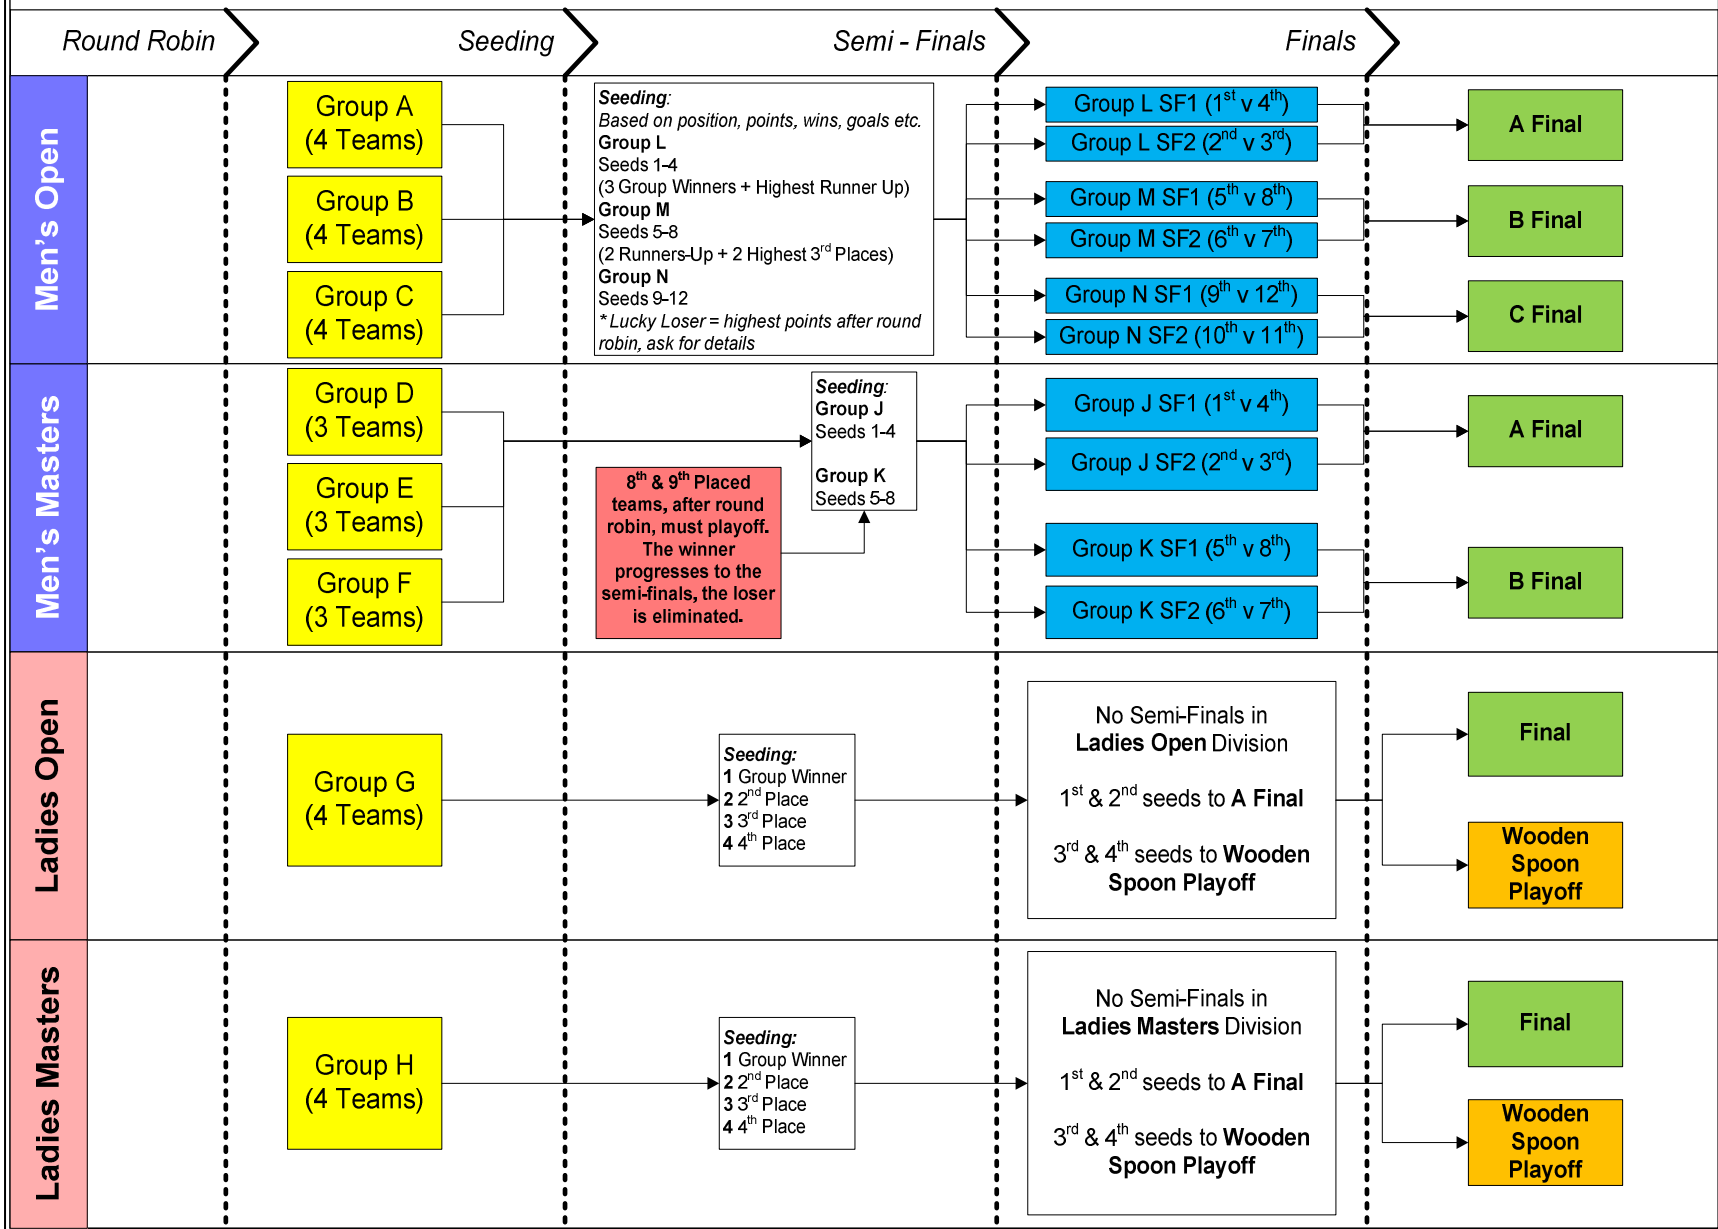 Round Robin
Seeding
Semi - Finals
Finals
Men's Open
Group A
(4 Teams)
Group B
(4 Teams)
Group C
(4 Teams)
Seeding:
Based on position, points, wins, goals etc.
Group L
Seeds 1-4
(3 Group Winners + Highest Runner Up)
Group M
Seeds 5-8
(2 Runners-Up + 2 Highest 3rd Places)
Group N
Seeds 9-12
*Lucky Loser = highest points after round
robin, ask for details
Group L SF1 (1st v 4th)
Group L SF2 (2nd v 3rd)
Group M SF1 (5th v 8th)
Group M SF2 (6th v 7th)
Group N SF1 (9th v 12th)
Group N SF2 (10th v 11th)
A Final
B Final
C Final
Men's Masters
Group D
(3 Teams)
Group E
(3 Teams)
Group F
(3 Teams)
8th & 9th Placed
teams, after round
robin, must playoff.
The winner
progresses to the
semi-finals, the loser
is eliminated.
Seeding:
Group J
Seeds 1-4
Group K
Seeds 5-8
Group J SF1 (1st v 4th)
Group J SF2 (2nd v 3rd)
Group K SF1 (5th v 8th)
Group K SF2 (6th v 7th)
A Final
B Final
Ladies Open
Group G
(4 Teams)
Seeding:
1 Group Winner
2 2nd Place
3 3rd Place
4 4th Place
No Semi-Finals in
Ladies Open Division
1st & 2nd seeds to A Final
3rd & 4th seeds to Wooden
Spoon Playoff
Final
Wooden
Spoon
Playoff
Ladies Masters
Group H
(4 Teams)
Seeding:
1 Group Winner
2 2nd Place
3 3rd Place
4 4th Place
No Semi-Finals in
Ladies Masters Division
1st & 2nd seeds to A Final
3rd & 4th seeds to Wooden
Spoon Playoff
Final
Wooden
Spoon
Playoff